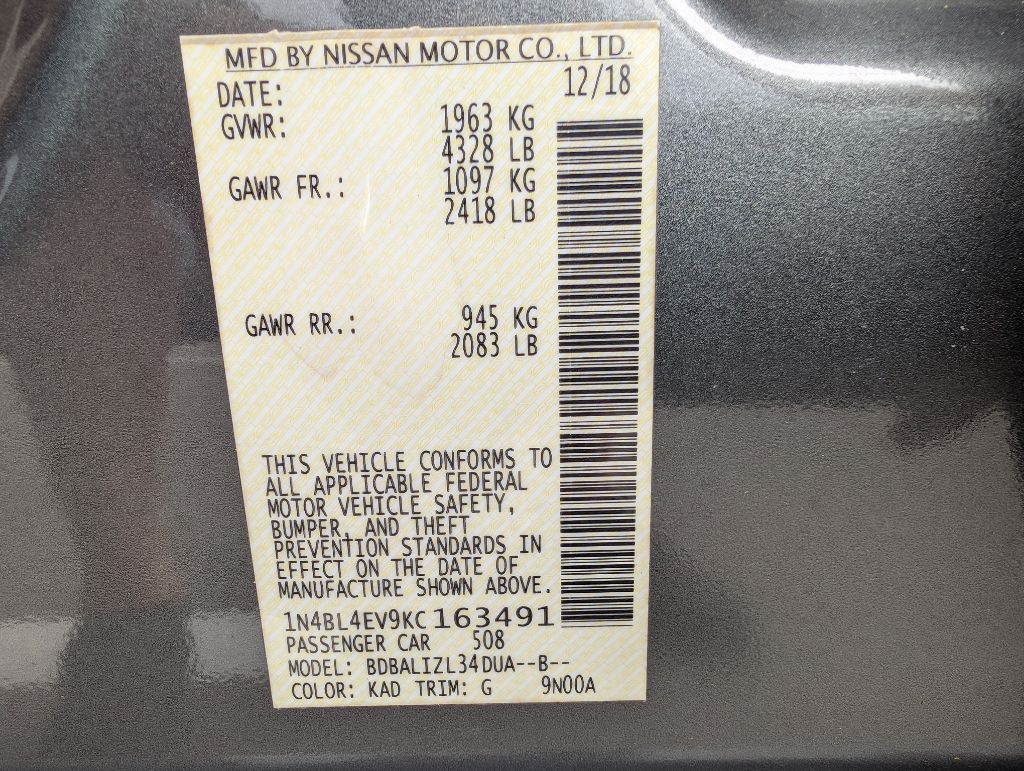 MFD BY NISSAN MOTOR CO., LTD.
DATE: 12/18
GVWR: 1963 KG
4328 LB
GAWR FR.: 1097 KG
2418 LB
GAWR RR.: 945 KG
2083 LB
THIS VEHICLE CONFORMS TO
ALL APPLICABLE FEDERAL
MOTOR VEHICLE SAFETY,
BUMPER, AND THEFT
PREVENTION STANDARDS IN
EFFECT ON THE DATE OF
MANUFACTURE SHOWN ABOVE.
1N4BL4EV9KC163491
PASSENGER CAR 508
MODEL: BDBALIZL34DUA--B--
COLOR: KAD TRIM: G 9N00A